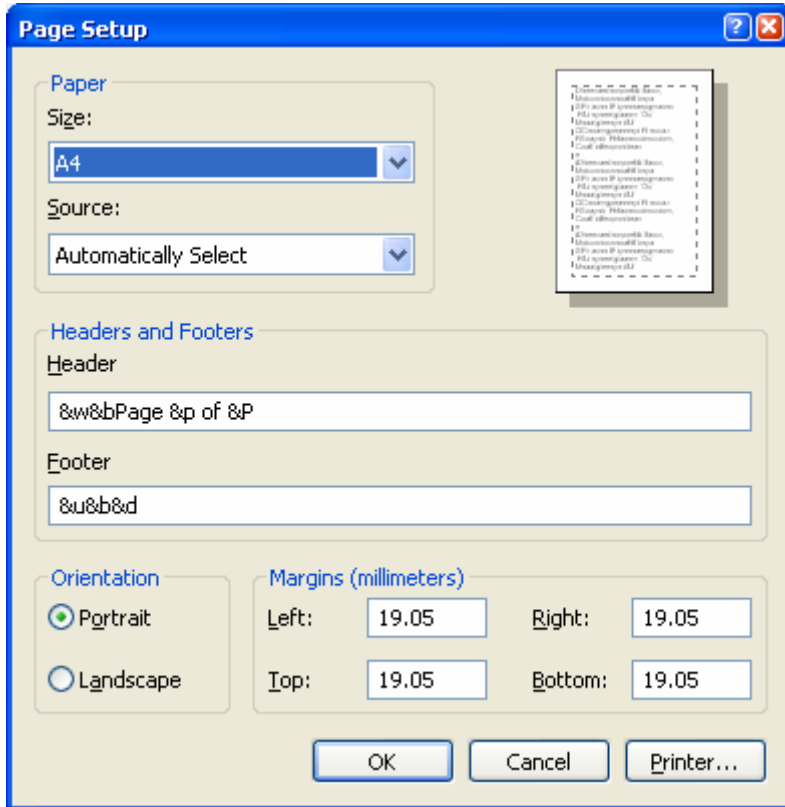 Page Setup
Paper
Size:
A4
Source:
Automatically Select
Headers and Footers
Header
&w&bPage &p of &P
Footer
&u&b&d
Orientation
Portrait
Landscape
Margins (millimeters)
Left: 19.05 Right: 19.05
Top: 19.05 Bottom: 19.05
OK Cancel Printer...